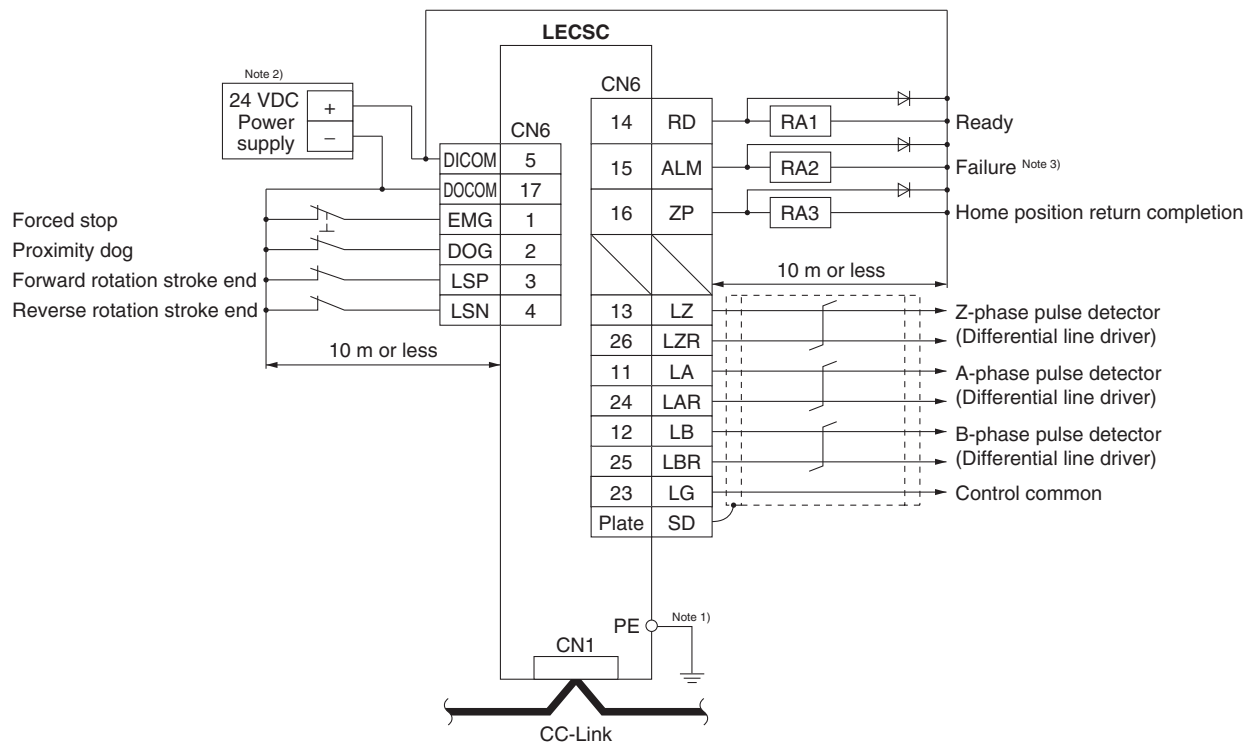 LECSC
Note 2)
24 VDC
Power
supply
+
−
CN6
DICOM 5
DOCOM 17
EMG 1
DOG 2
LSP 3
LSN 4
Forced stop
Proximity dog
Forward rotation stroke end
Reverse rotation stroke end
10 m or less
CN6
14 RD RA1 Ready
15 ALM RA2 Failure Note 3)
16 ZP RA3 Home position return completion
10 m or less
13 LZ Z-phase pulse detector
26 LZR (Differential line driver)
11 LA A-phase pulse detector
24 LAR (Differential line driver)
12 LB B-phase pulse detector
25 LBR (Differential line driver)
23 LG Control common
Plate SD
PE Note 1)
CN1
CC-Link